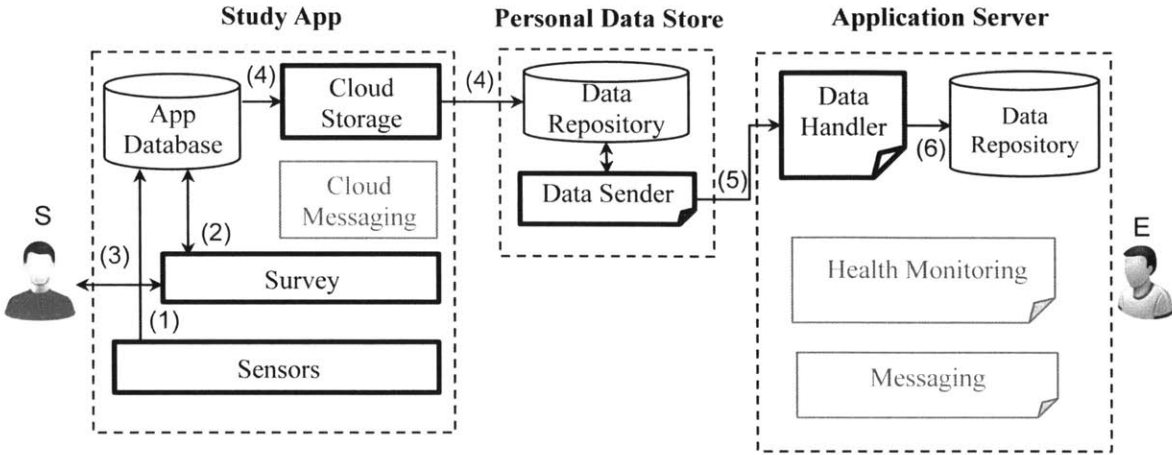 Study App
Personal Data Store
Application Server
(4)
(4)
App
Database
Cloud
Storage
Data
Repository
Data
Handler
Data
Repository
(6)
Cloud
Messaging
Data Sender
(5)
S
(3)
(2)
E
Survey
Health Monitoring
(1)
Sensors
Messaging